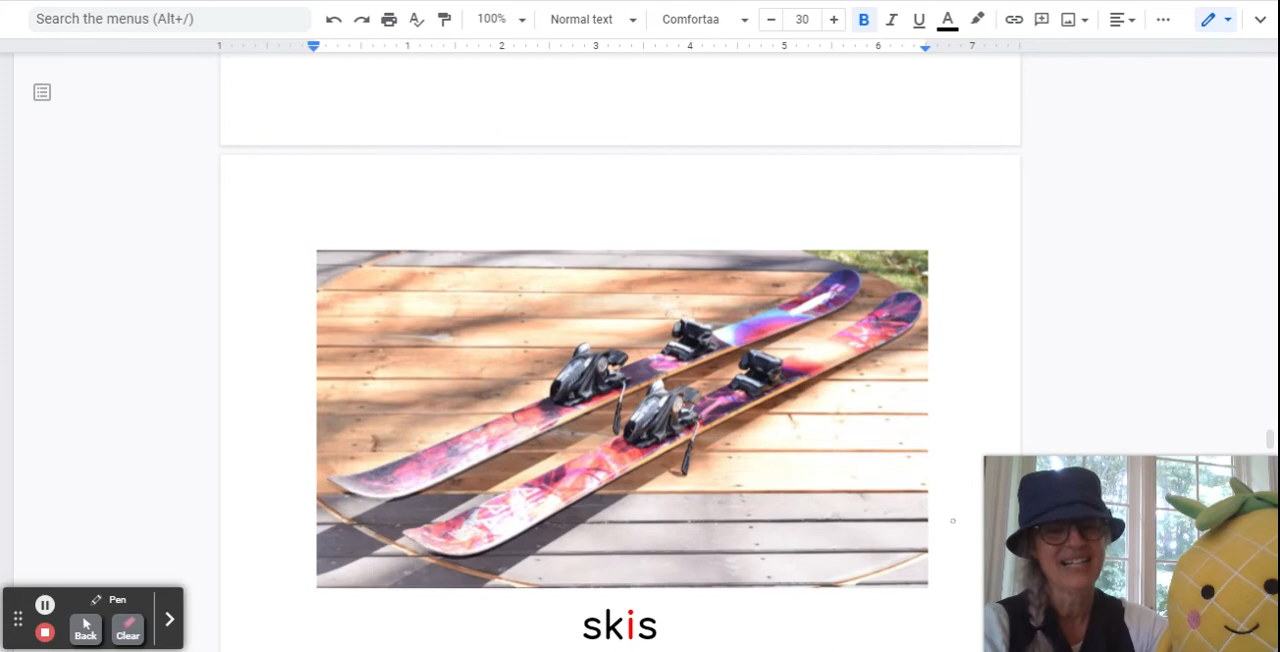 Search the menus (Alt+/)
100%
Normal text
Comfortaa
30
B I U A
1 1 2 3 4 5 6 7
Pen
Back
Clear
skis